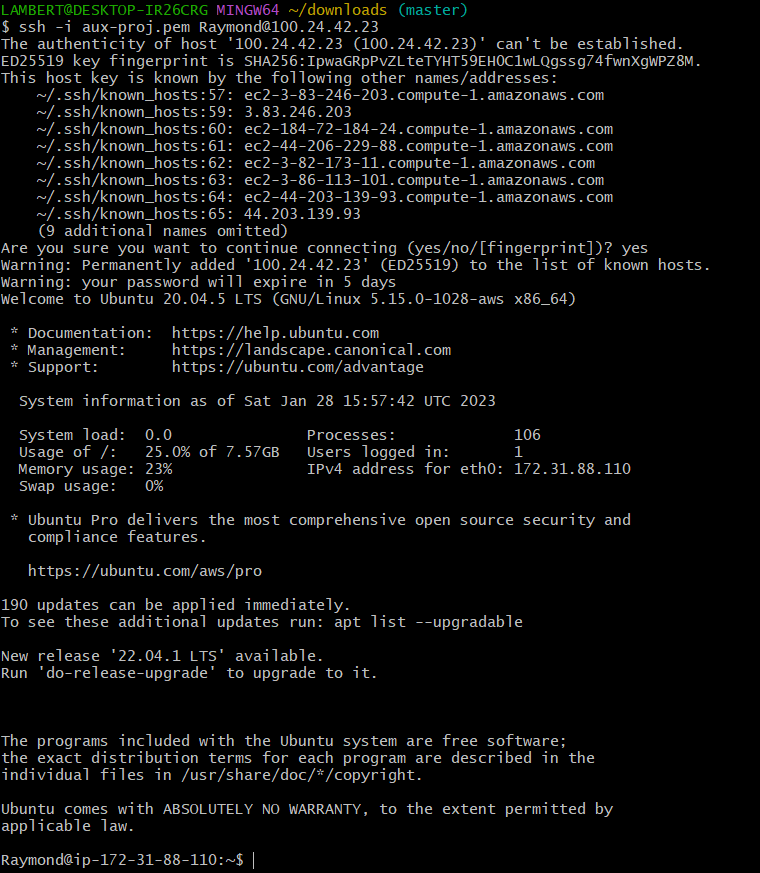 LAMBERT@DESKTOP-IR26CRG MINGW64 ~/downloads (master)
$ ssh -i aux-proj.pem Raymond@100.24.42.23
The authenticity of host '100.24.42.23 (100.24.42.23)' can't be established.
ED25519 key fingerprint is SHA256:IpwaGRpPvZLteTYHT59EHOC1wLQgssg74fwnXgWPZ8M.
This host key is known by the following other names/addresses:
    ~/.ssh/known_hosts:57: ec2-3-83-246-203.compute-1.amazonaws.com
    ~/.ssh/known_hosts:59: 3.83.246.203
    ~/.ssh/known_hosts:60: ec2-184-72-184-24.compute-1.amazonaws.com
    ~/.ssh/known_hosts:61: ec2-44-206-229-88.compute-1.amazonaws.com
    ~/.ssh/known_hosts:62: ec2-3-82-173-11.compute-1.amazonaws.com
    ~/.ssh/known_hosts:63: ec2-3-86-113-101.compute-1.amazonaws.com
    ~/.ssh/known_hosts:64: ec2-44-203-139-93.compute-1.amazonaws.com
    ~/.ssh/known_hosts:65: 44.203.139.93
    (9 additional names omitted)
Are you sure you want to continue connecting (yes/no/[fingerprint])? yes
Warning: Permanently added '100.24.42.23' (ED25519) to the list of known hosts.
Warning: your password will expire in 5 days
Welcome to Ubuntu 20.04.5 LTS (GNU/Linux 5.15.0-1028-aws x86_64)
 * Documentation:  https://help.ubuntu.com
 * Management:     https://landscape.canonical.com
 * Support:        https://ubuntu.com/advantage
  System information as of Sat Jan 28 15:57:42 UTC 2023
  System load:  0.0               Processes:             106
  Usage of /:   25.0% of 7.57GB   Users logged in:       1
  Memory usage: 23%               IPv4 address for eth0: 172.31.88.110
  Swap usage:   0%
 * Ubuntu Pro delivers the most comprehensive open source security and
   compliance features.
   https://ubuntu.com/aws/pro
190 updates can be applied immediately.
To see these additional updates run: apt list --upgradable
New release '22.04.1 LTS' available.
Run 'do-release-upgrade' to upgrade to it.
The programs included with the Ubuntu system are free software;
the exact distribution terms for each program are described in the
individual files in /usr/share/doc/*/copyright.
Ubuntu comes with ABSOLUTELY NO WARRANTY, to the extent permitted by
applicable law.
Raymond@ip-172-31-88-110:~$